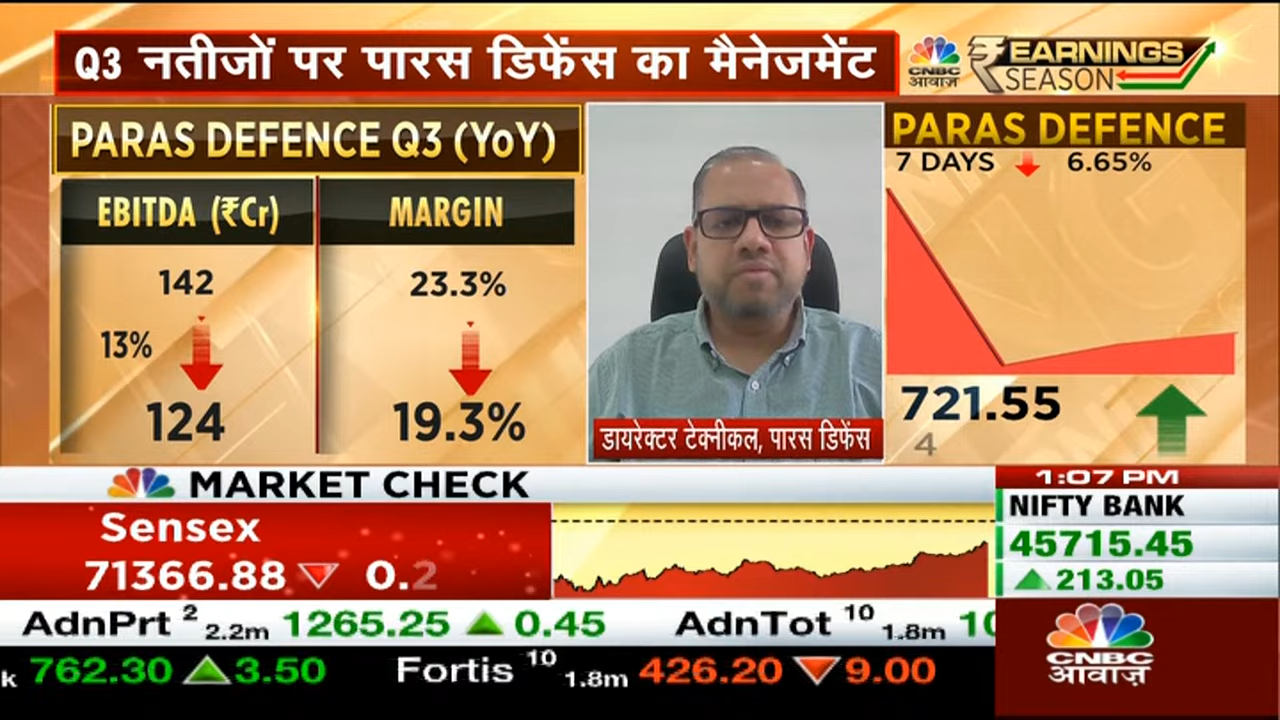 Q3 नतीजों पर पारस डिफेंस का मैनेजमेंट
CNBC
आवाज़
₹ EARNINGS
SEASON
PARAS DEFENCE Q3 (YoY)
EBITDA (₹Cr)
MARGIN
142
23.3%
13%
124
19.3%
डायरेक्टर टेक्नीकल, पारस डिफेंस
PARAS DEFENCE
7 DAYS 6.65%
721.55
4
MARKET CHECK
Sensex
71366.88 ▼ 0.2
1:07 PM
NIFTY BANK
45715.45
▲ 213.05
AdnPrt 2 2.2m 1265.25 ▲ 0.45 AdnTot 10 1.8m 10
k 762.30 ▲ 3.50 Fortis 10 1.8m 426.20 ▼ 9.00
CNBC
आवाज़